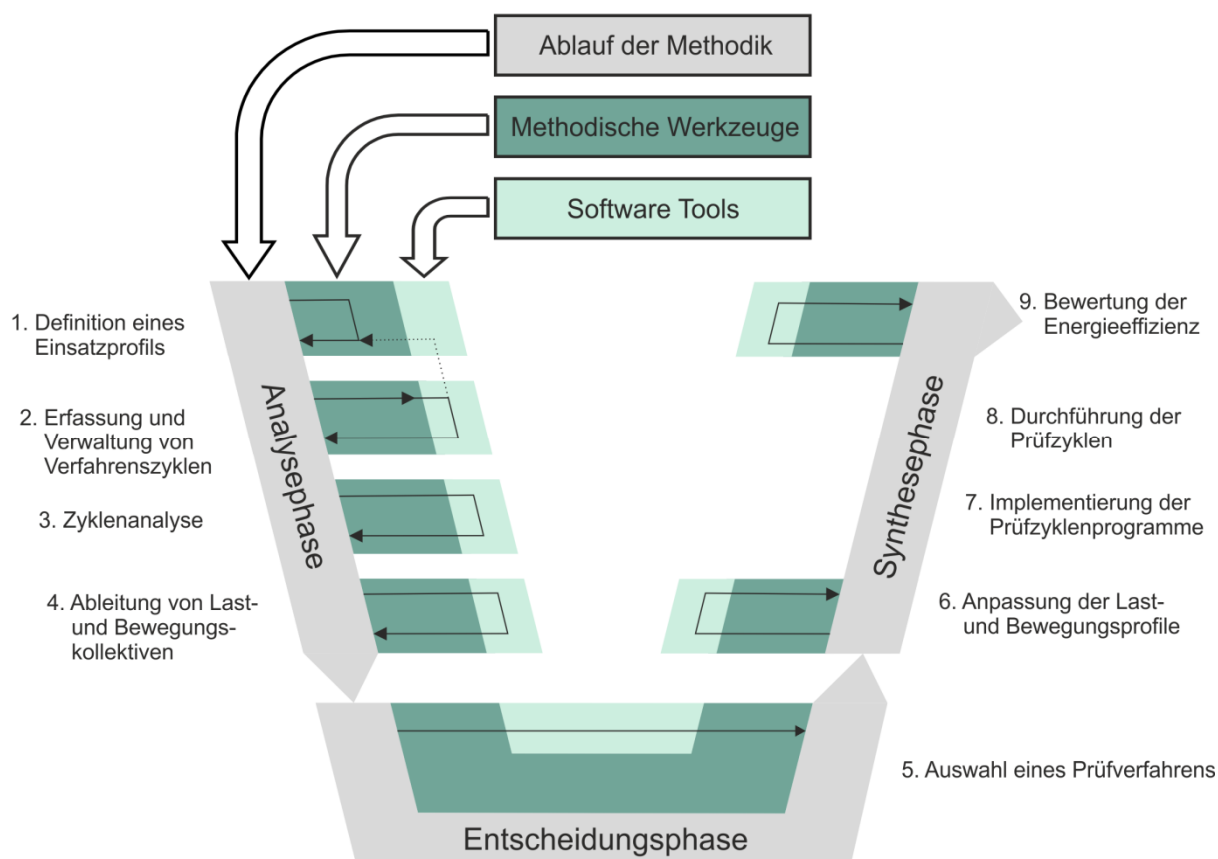 Ablauf der Methodik
Methodische Werkzeuge
Software Tools
1. Definition eines
Einsatzprofils
2. Erfassung und
Verwaltung von
Verfahrenszyklen
3. Zyklenanalyse
4. Ableitung von Last-
und Bewegungs-
kollektiven
Analysephase
Entscheidungsphase
5. Auswahl eines Prüfverfahrens
Synthesephase
6. Anpassung der Last-
und Bewegungsprofile
7. Implementierung der
Prüfzyklenprogramme
8. Durchführung der
Prüfzyklen
9. Bewertung der
Energieeffizienz